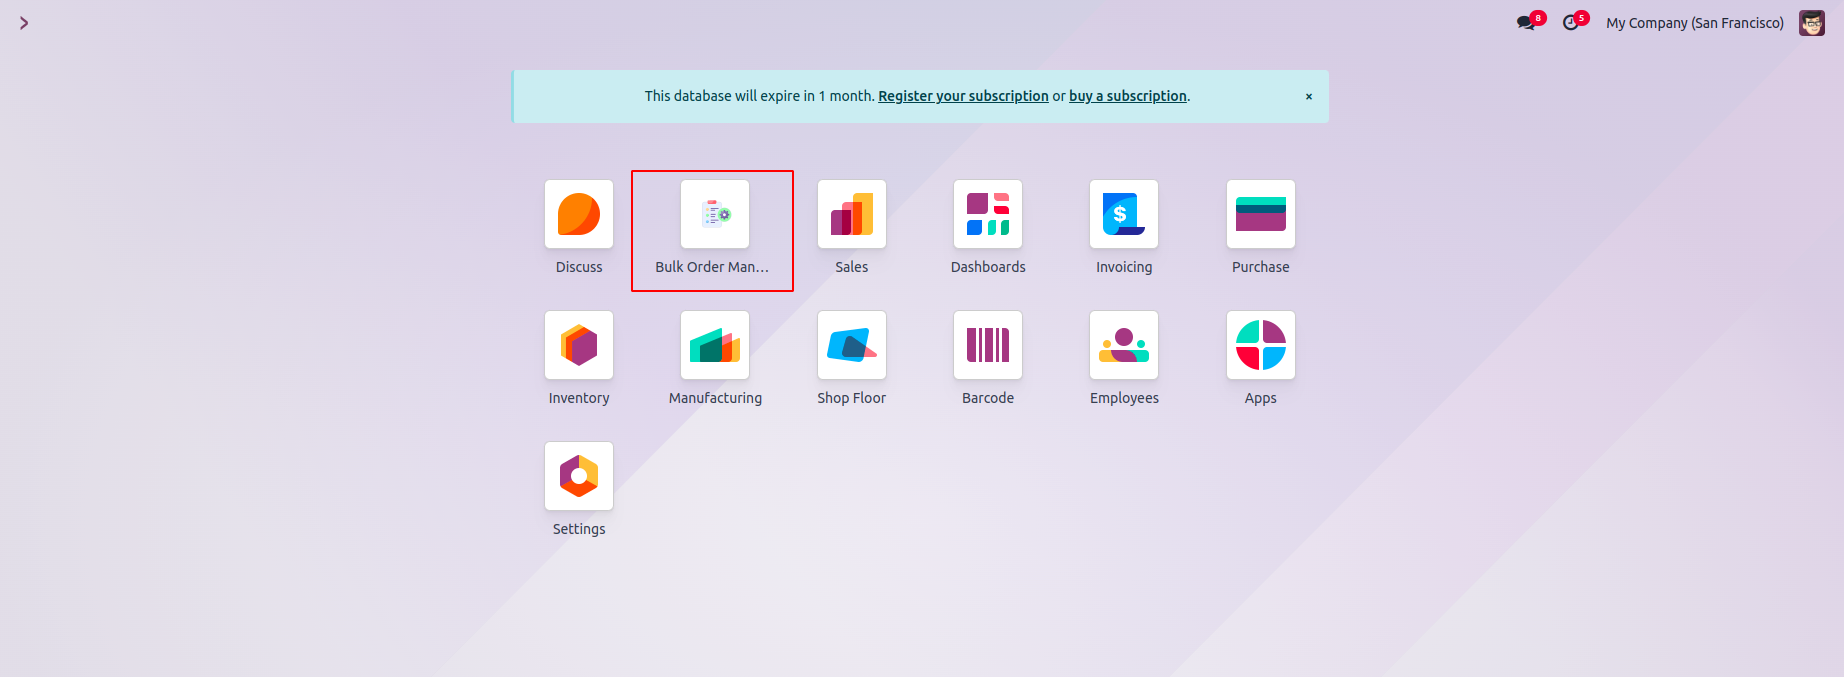 8
5
My Company (San Francisco)
This database will expire in 1 month. Register your subscription or buy a subscription.
×
Discuss
Bulk Order Man...
Sales
Dashboards
Invoicing
Purchase
Inventory
Manufacturing
Shop Floor
Barcode
Employees
Apps
Settings